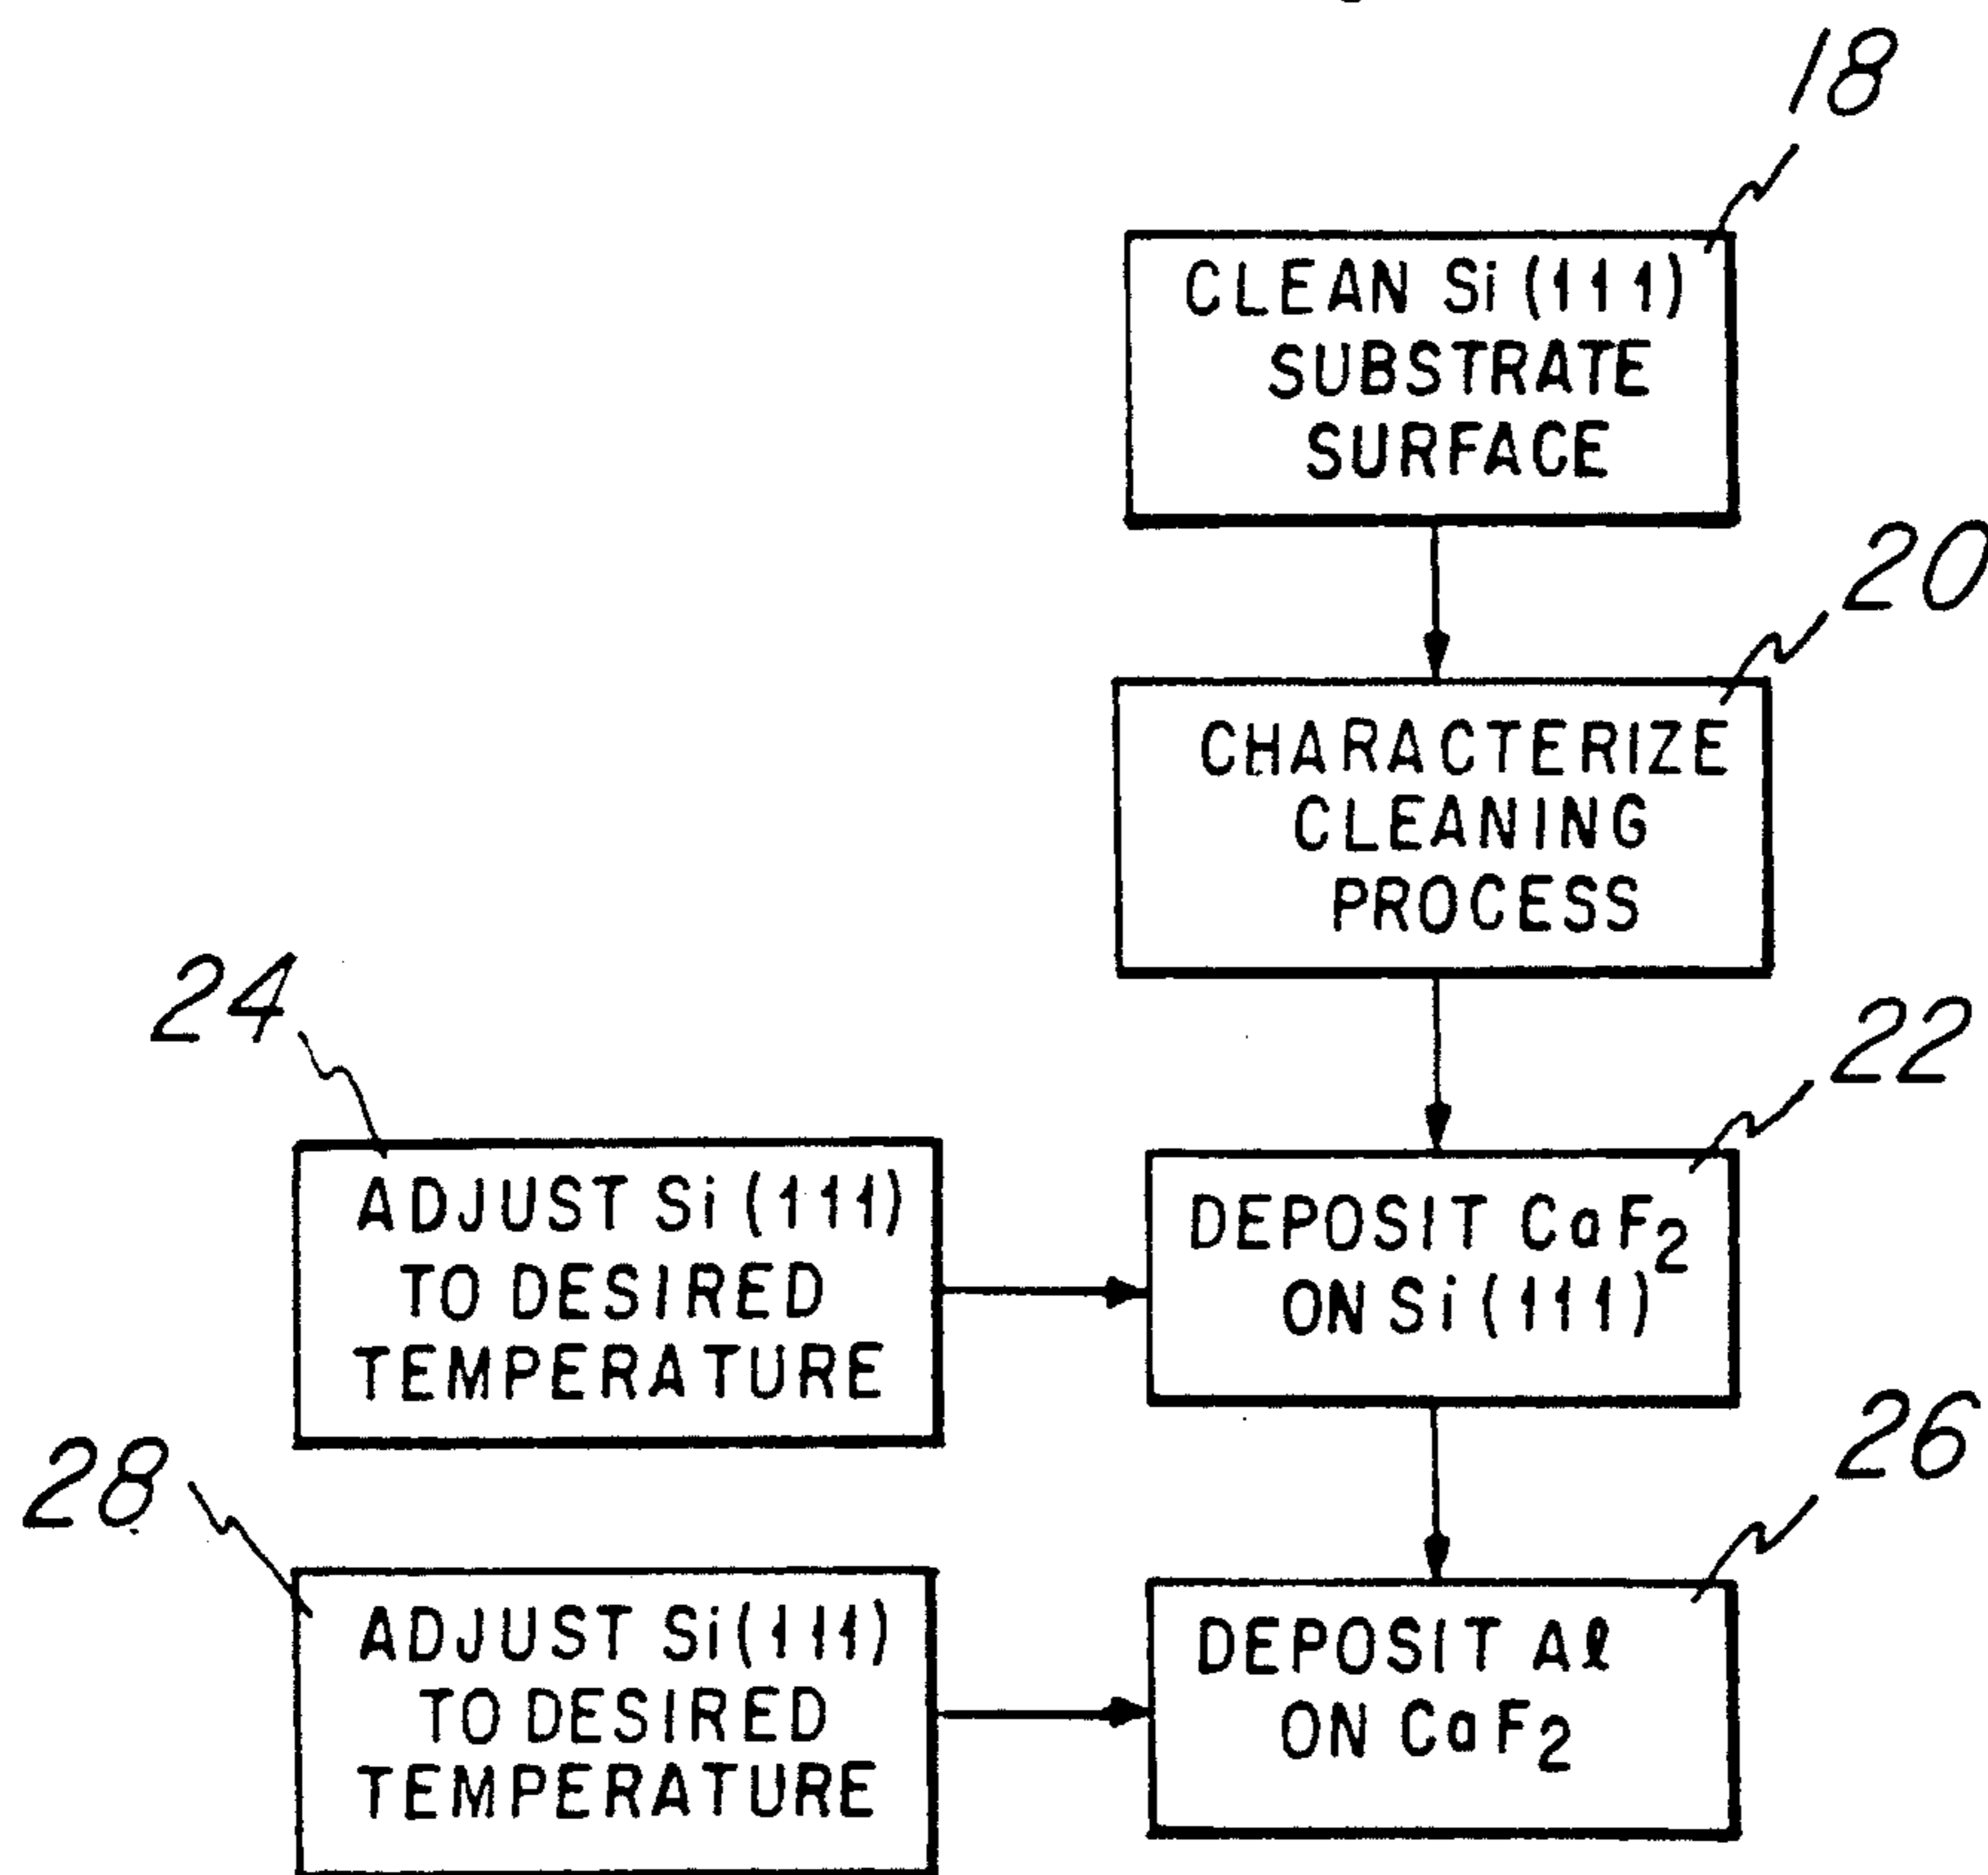 18
CLEAN Si (111)
SUBSTRATE
SURFACE
20
CHARACTERIZE
CLEANING
PROCESS
24
ADJUST Si (111)
TO DESIRED
TEMPERATURE
22
DEPOSIT CaF₂
ON Si (111)
28
ADJUST Si(111)
TO DESIRED
TEMPERATURE
26
DEPOSIT Aℓ
ON CaF₂